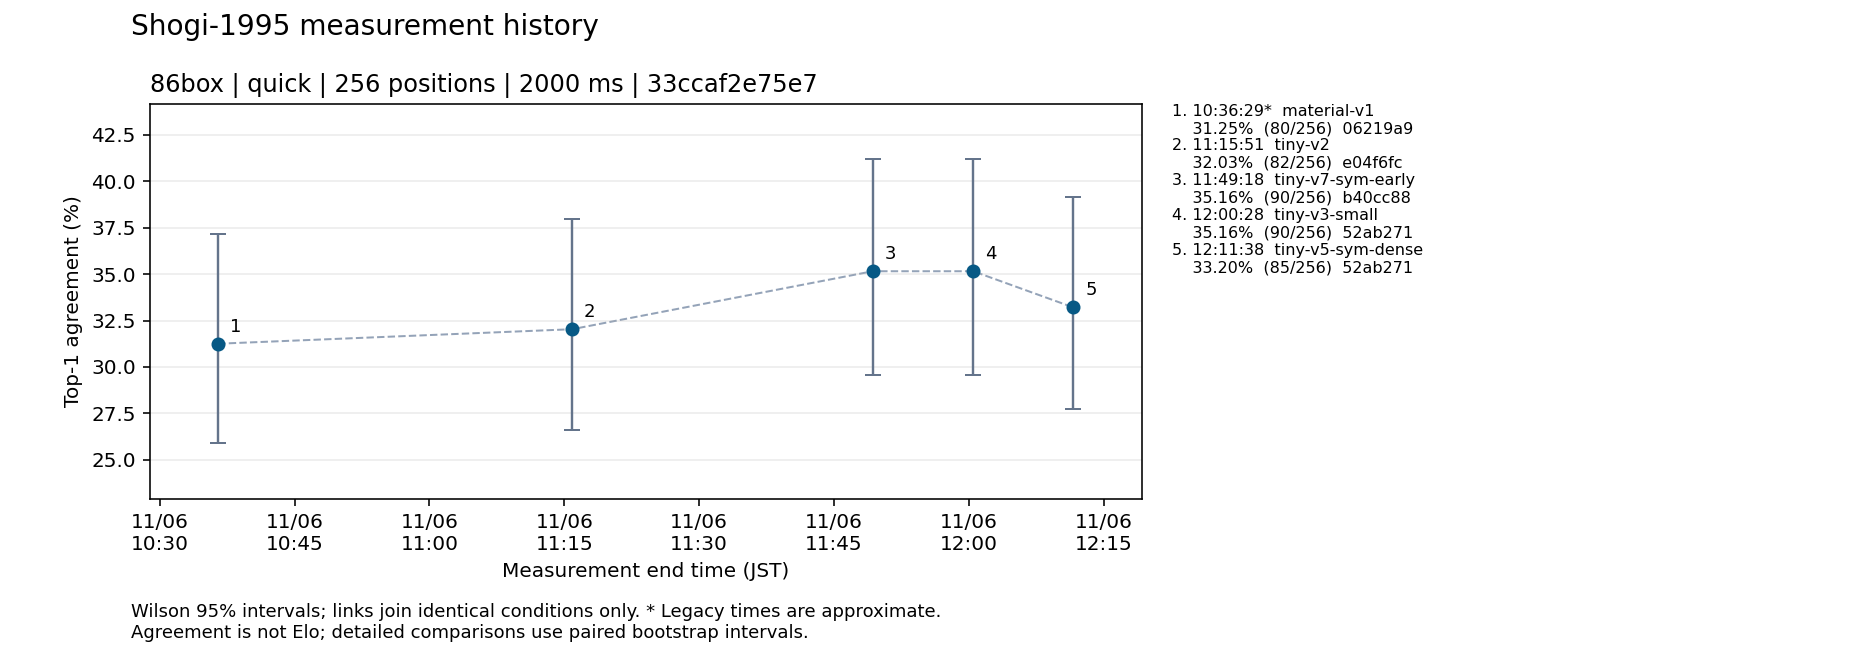 Shogi-1995 measurement history
86box | quick | 256 positions | 2000 ms | 33ccaf2e75e7
42.5
40.0
37.5
35.0
32.5
30.0
27.5
25.0
Top-1 agreement (%)
1
2
3
4
5
11/06 11/06 11/06 11/06 11/06 11/06 11/06 11/06
10:30 10:45 11:00 11:15 11:30 11:45 12:00 12:15
Measurement end time (JST)
1. 10:36:29* material-v1
31.25% (80/256) 06219a9
2. 11:15:51 tiny-v2
32.03% (82/256) e04f6fc
3. 11:49:18 tiny-v7-sym-early
35.16% (90/256) b40cc88
4. 12:00:28 tiny-v3-small
35.16% (90/256) 52ab271
5. 12:11:38 tiny-v5-sym-dense
33.20% (85/256) 52ab271
Wilson 95% intervals; links join identical conditions only. * Legacy times are approximate.
Agreement is not Elo; detailed comparisons use paired bootstrap intervals.